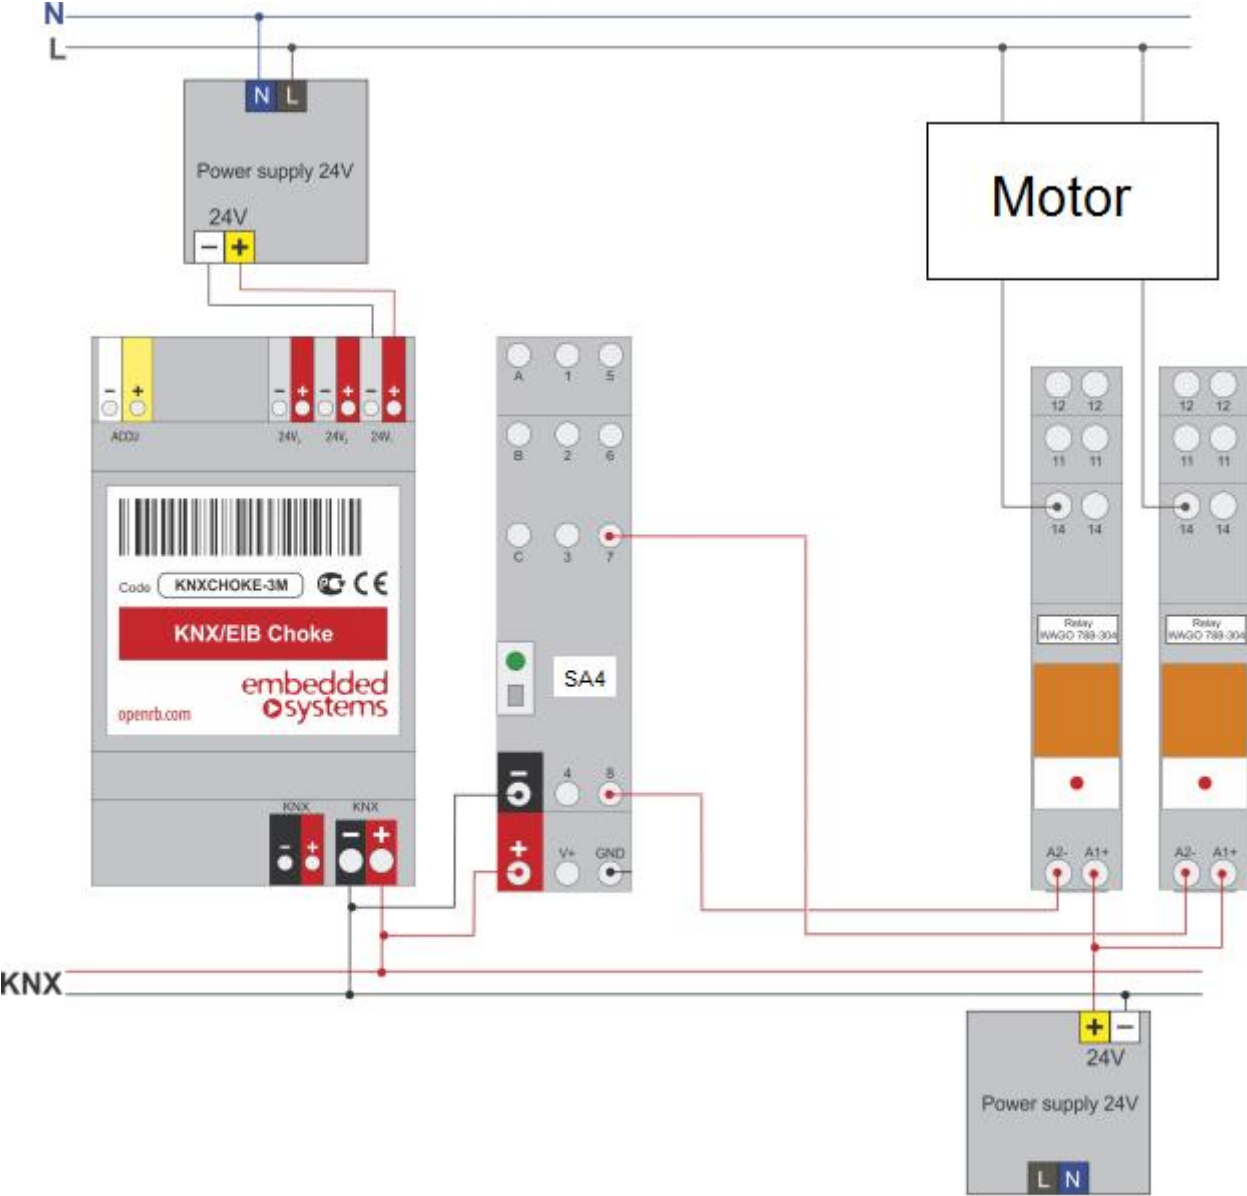 N
L
N L
Power supply 24V
24V
− +
Motor
− + − + − + − +
ACCU 24V₃ 24V₂ 24V₁
A 1 5
B 2 6
C 3 7
12 12 12 12
11 11 11 11
14 14 14 14
Code KNXCHOKE-3M CE
KNX/EIB Choke
embedded
systems
openrb.com
SA4
Relay
WAGO 788-304
Relay
WAGO 788-304
− 4 8
+ V+ GND
KNX KNX
− + − +
A2- A1+ A2- A1+
KNX
+ −
24V
Power supply 24V
L N